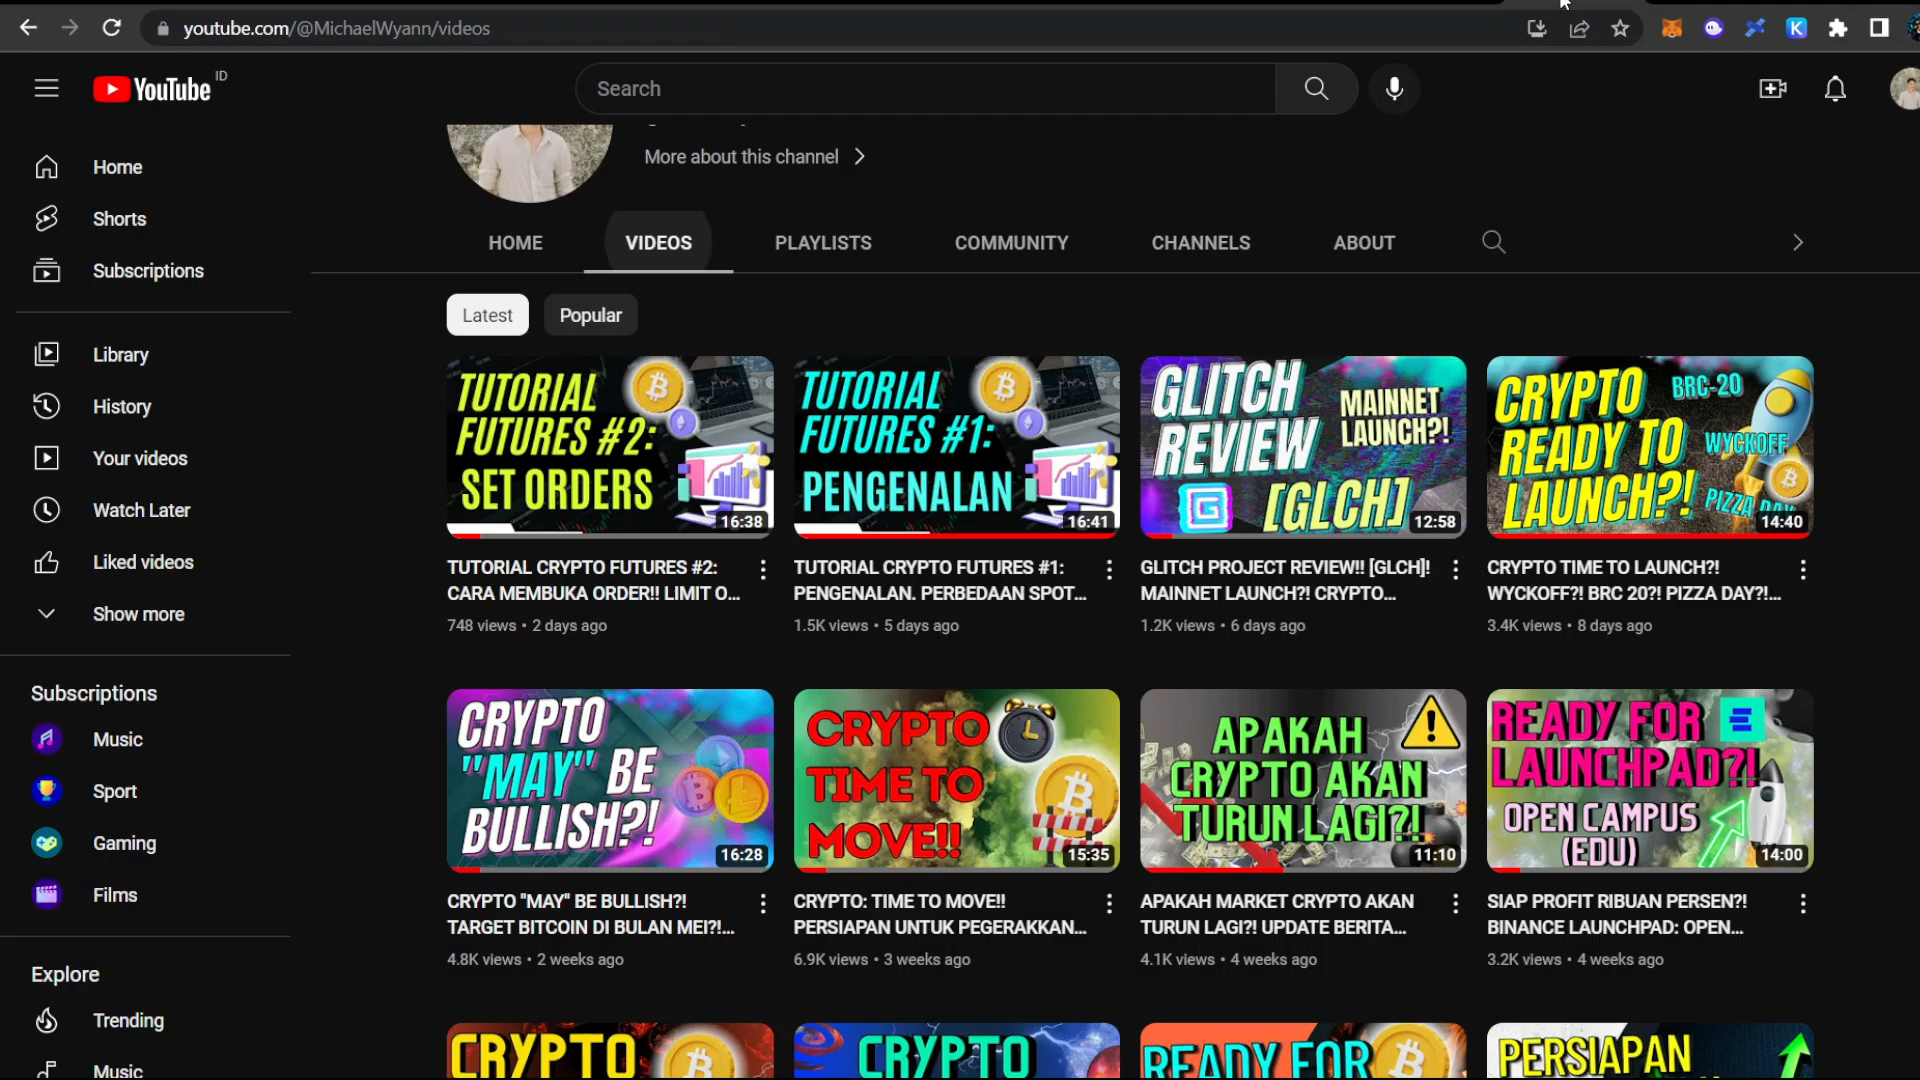 youtube.com/@MichaelWyann/videos
YouTube ID
Search
More about this channel
HOME VIDEOS PLAYLISTS COMMUNITY CHANNELS ABOUT
Latest Popular
Home
Shorts
Subscriptions
Library
History
Your videos
Watch Later
Liked videos
Show more
Subscriptions
Music
Sport
Gaming
Films
Explore
Trending
Music
TUTORIAL
FUTURES #2:
SET ORDERS
16:38
TUTORIAL CRYPTO FUTURES #2:
CARA MEMBUKA ORDER!! LIMIT O...
748 views • 2 days ago
TUTORIAL
FUTURES #1:
PENGENALAN
16:41
TUTORIAL CRYPTO FUTURES #1:
PENGENALAN. PERBEDAAN SPOT...
1.5K views • 5 days ago
GLITCH
REVIEW
MAINNET
LAUNCH?!
[GLCH]
12:58
GLITCH PROJECT REVIEW!! [GLCH]!
MAINNET LAUNCH?! CRYPTO...
1.2K views • 6 days ago
CRYPTO
READY TO
LAUNCH?!
BRC-20
WYCKOFF
PIZZA DAY
14:40
CRYPTO TIME TO LAUNCH?!
WYCKOFF?! BRC 20?! PIZZA DAY?!...
3.4K views • 8 days ago
CRYPTO
"MAY" BE
BULLISH?!
16:28
CRYPTO "MAY" BE BULLISH?!
TARGET BITCOIN DI BULAN MEI?!...
4.8K views • 2 weeks ago
CRYPTO
TIME TO
MOVE!!
15:35
CRYPTO: TIME TO MOVE!!
PERSIAPAN UNTUK PEGERAKKAN...
6.9K views • 3 weeks ago
APAKAH
CRYPTO AKAN
TURUN LAGI?!
11:10
APAKAH MARKET CRYPTO AKAN
TURUN LAGI?! UPDATE BERITA...
4.1K views • 4 weeks ago
READY FOR
LAUNCHPAD?!
OPEN CAMPUS
(EDU)
14:00
SIAP PROFIT RIBUAN PERSEN?!
BINANCE LAUNCHPAD: OPEN...
3.2K views • 4 weeks ago
CRYPTO
CRYPTO
READY FOR
PERSIAPAN